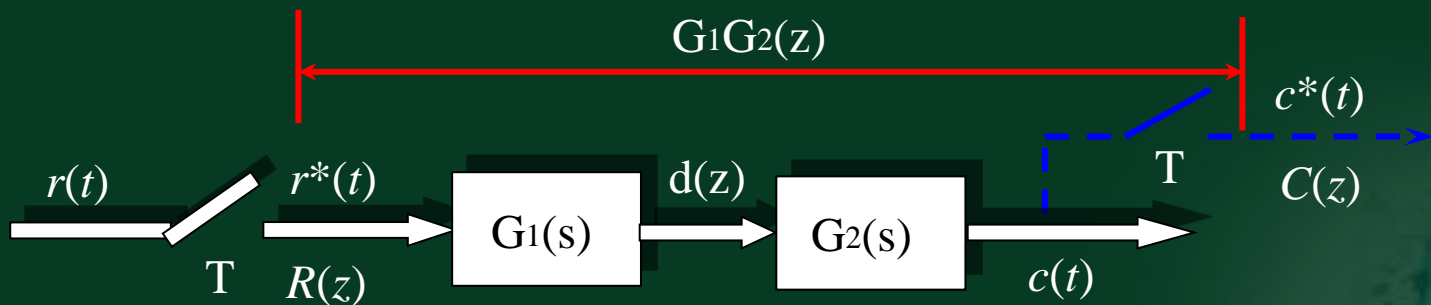 G1G2(z)
c*(t)
r(t)
r*(t)
d(z)
T
C(z)
G1(s)
G2(s)
T
R(z)
c(t)